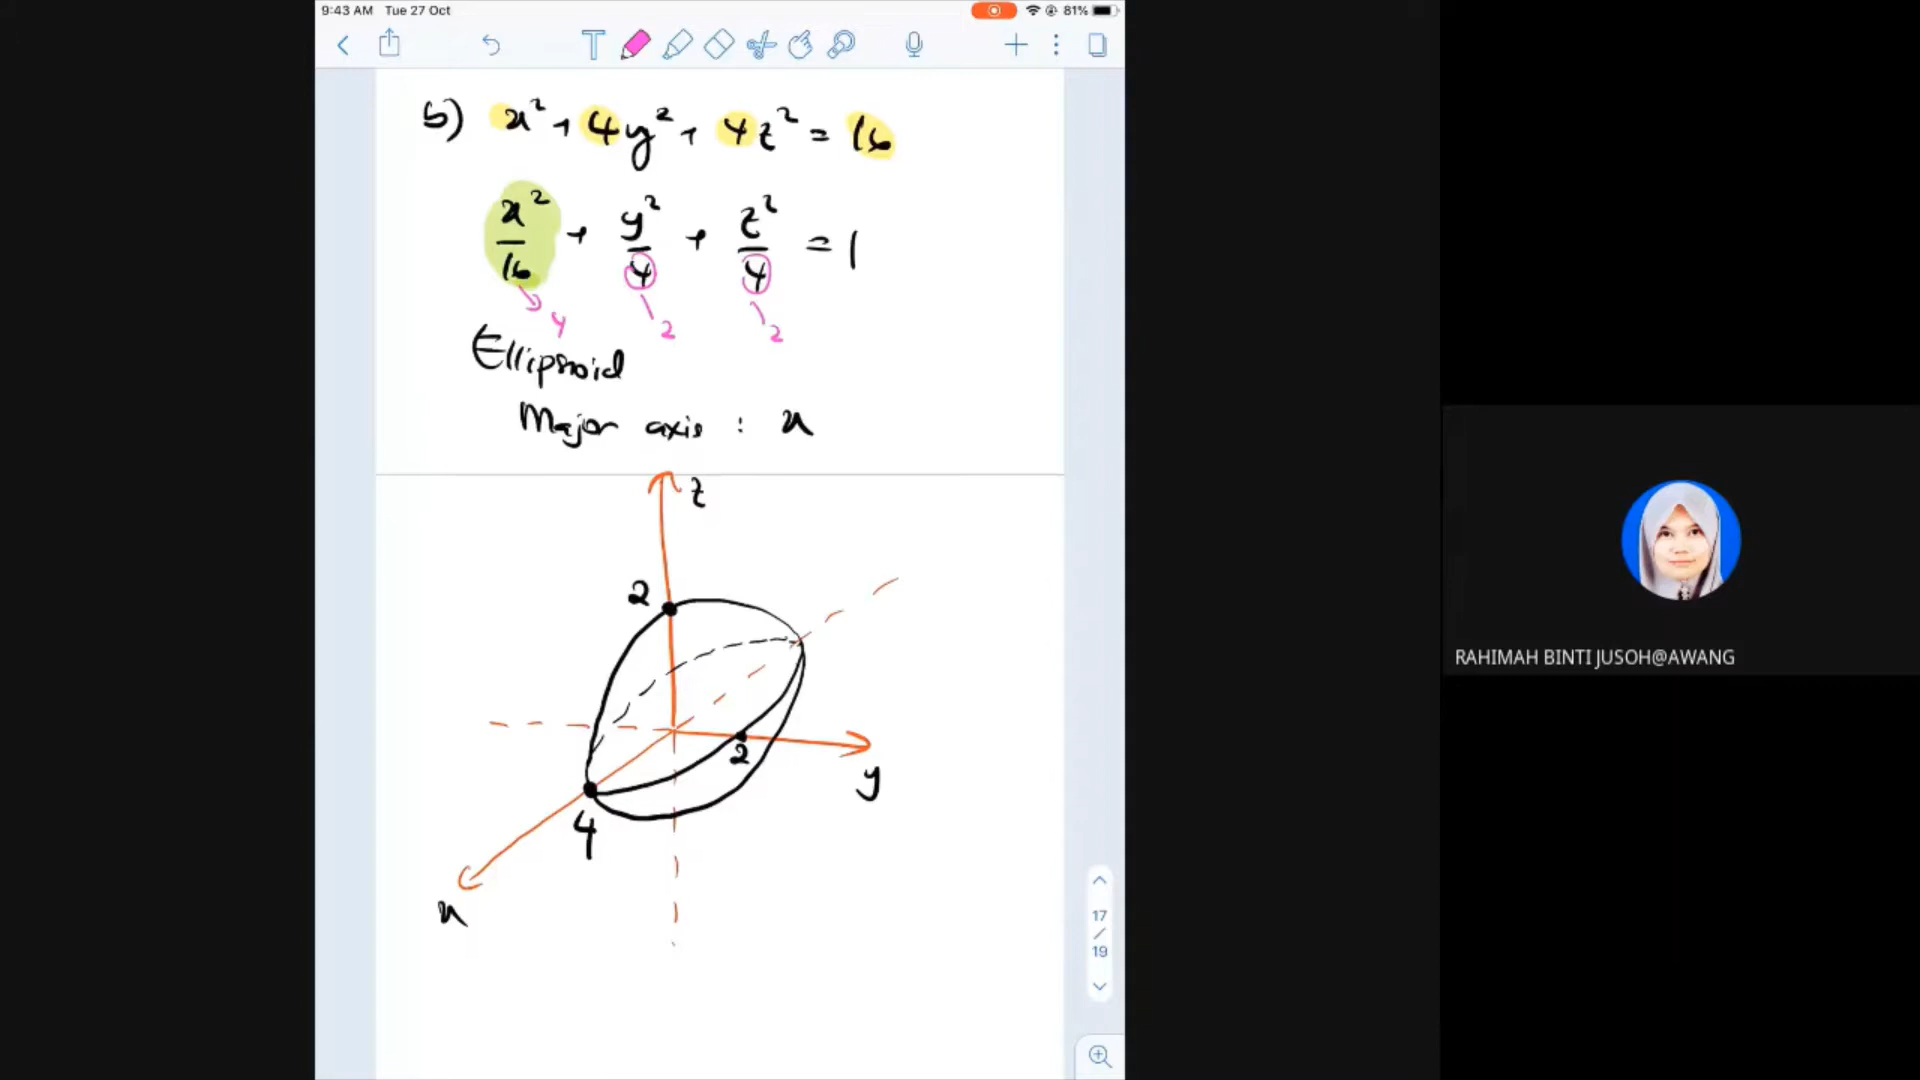 9:43 AM Tue 27 Oct
81%
b) x² + 4y² + 4z² = 16
x²/16 + y²/4 + z²/4 = 1
4 2 2
Ellipsoid
Major axis : x
z
2
2
y
4
x
17
/
19
RAHIMAH BINTI JUSOH@AWANG